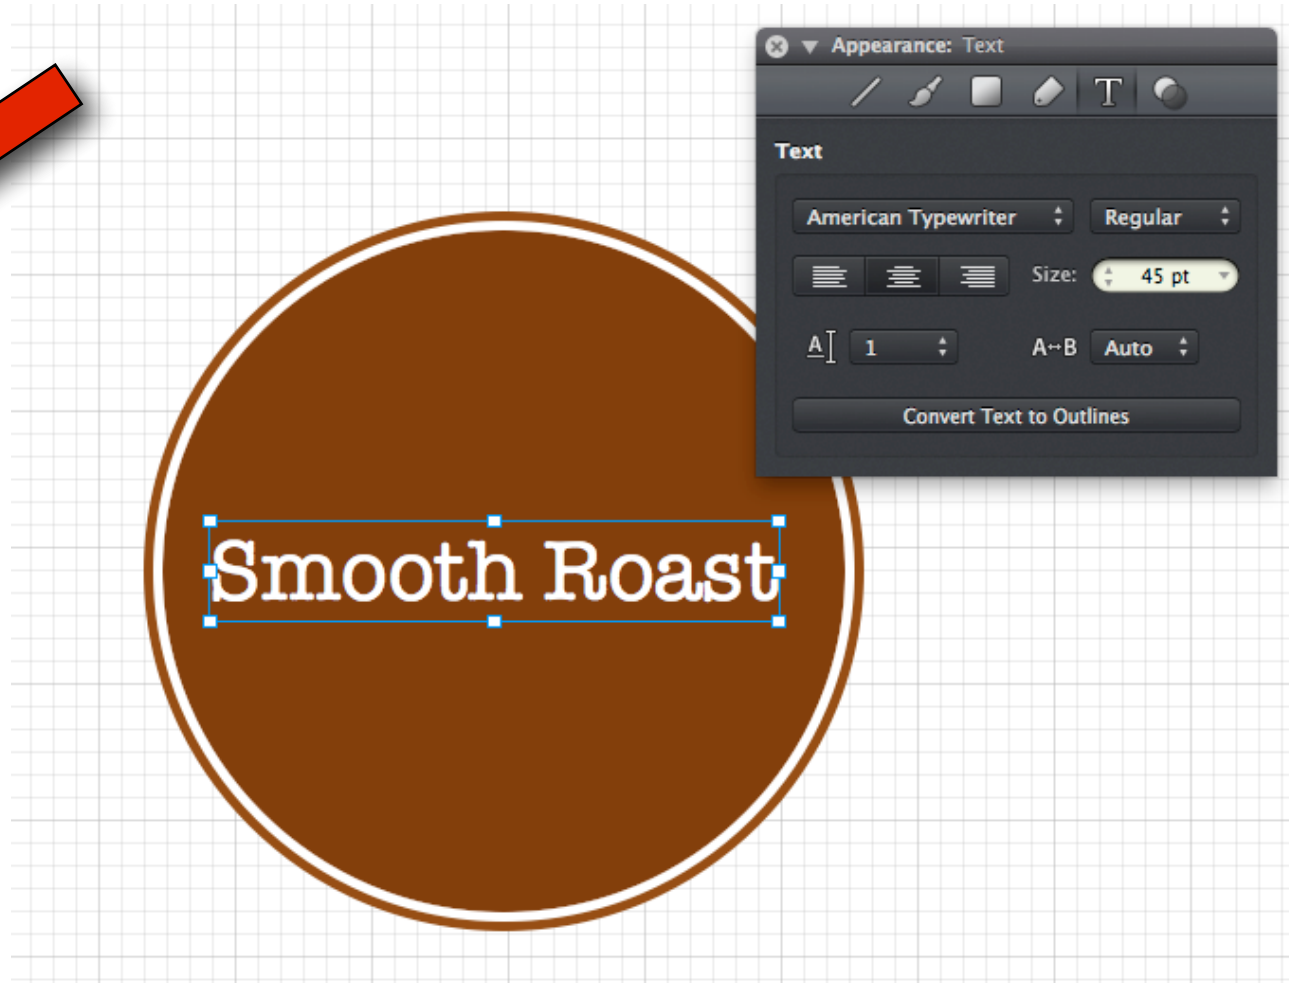 Appearance: Text
T
Text
American Typewriter
Regular
Size:
45 pt
A
1
A↔B
Auto
Convert Text to Outlines
Smooth Roast